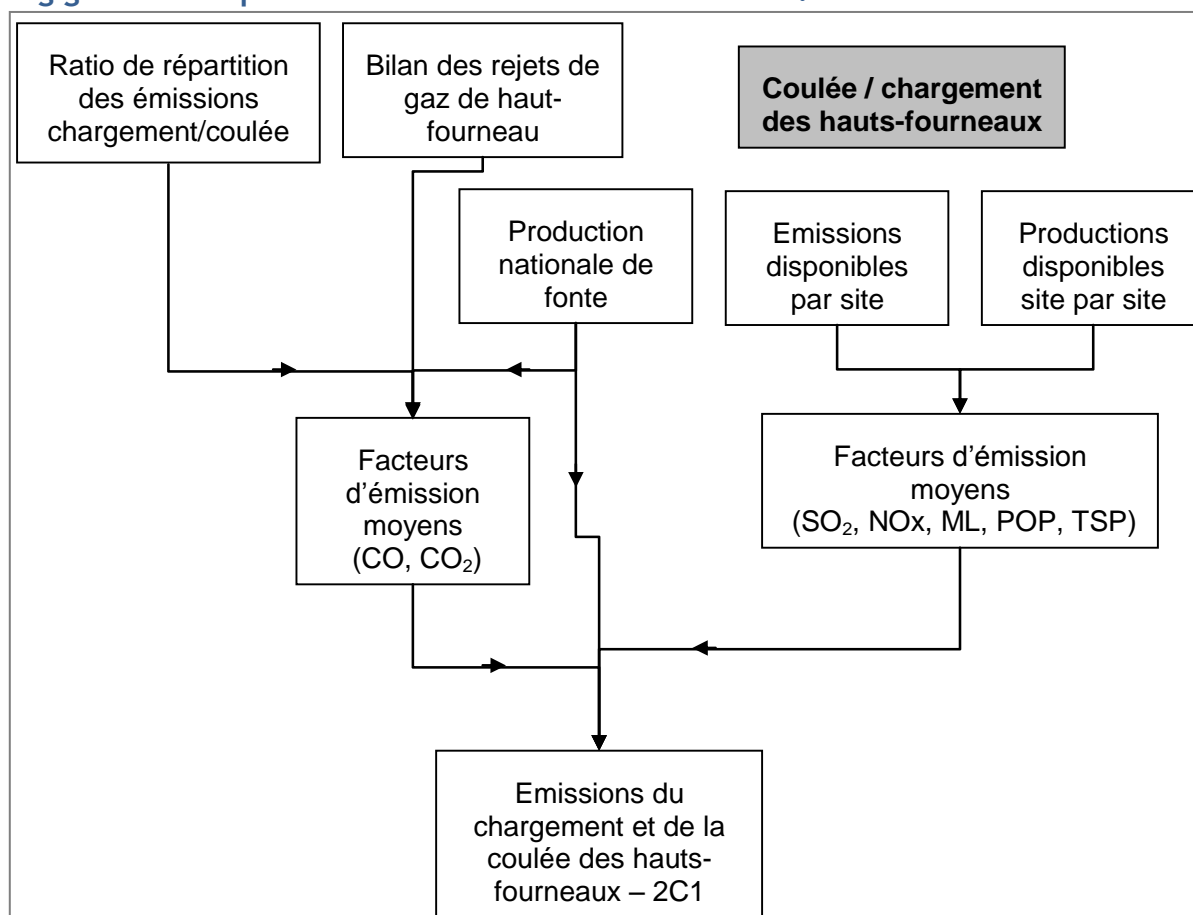 Ratio de répartition
des émissions
chargement/coulée
Bilan des rejets de
gaz de haut-
fourneau
Coulée / chargement
des hauts-fourneaux
Production
nationale de
fonte
Emissions
disponibles
par site
Productions
disponibles
site par site
Facteurs
d’émission
moyens
(CO, CO₂)
Facteurs d’émission
moyens
(SO₂, NOx, ML, POP, TSP)
Emissions du
chargement et de la
coulée des hauts-
fourneaux – 2C1